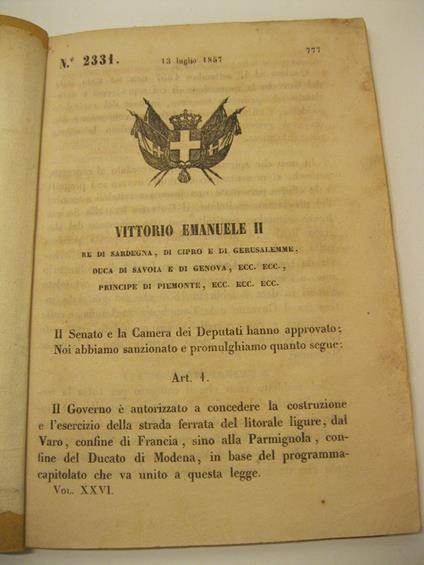 N.° 2331. 13 luglio 1857 777
VITTORIO EMANUELE II
RE DI SARDEGNA, DI CIPRO E DI GERUSALEMME,
DUCA DI SAVOIA E DI GENOVA, ECC. ECC.,
PRINCIPE DI PIEMONTE, ECC. ECC. ECC.
Il Senato e la Camera dei Deputati hanno approvato;
Noi abbiamo sanzionato e promulghiamo quanto segue:
Art. 1.
Il Governo è autorizzato a concedere la costruzione
e l'esercizio della strada ferrata del litorale ligure, dal
Varo, confine di Francia, sino alla Parmignola, con-
fine del Ducato di Modena, in base del programma-
capitolato che va unito a questa legge.
VOL. XXVI.